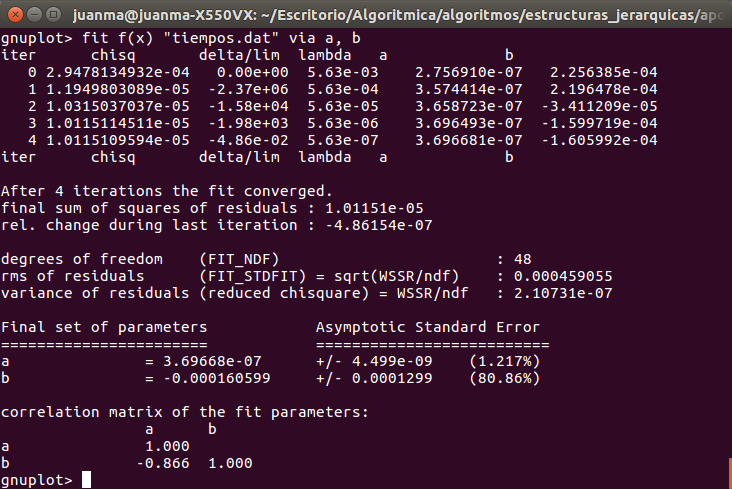 juanma@juanma-X550VX: ~/Escritorio/Algoritmica/algoritmos/estructuras_jerarquicas/apo
gnuplot> fit f(x) "tiempos.dat" via a, b
iter      chisq       delta/lim  lambda   a             b
   0 2.9478134932e-04   0.00e+00  5.63e-03    2.756910e-07   2.256385e-04
   1 1.1949803089e-05  -2.37e+06  5.63e-04    3.574414e-07   2.196478e-04
   2 1.0315037037e-05  -1.58e+04  5.63e-05    3.658723e-07  -3.411209e-05
   3 1.0115114511e-05  -1.98e+03  5.63e-06    3.696493e-07  -1.599719e-04
   4 1.0115109594e-05  -4.86e-02  5.63e-07    3.696681e-07  -1.605992e-04
iter      chisq       delta/lim  lambda   a             b
After 4 iterations the fit converged.
final sum of squares of residuals : 1.01151e-05
rel. change during last iteration : -4.86154e-07
degrees of freedom    (FIT_NDF)                        : 48
rms of residuals      (FIT_STDFIT) = sqrt(WSSR/ndf)    : 0.000459055
variance of residuals (reduced chisquare) = WSSR/ndf   : 2.10731e-07
Final set of parameters            Asymptotic Standard Error
=======================            ==========================
a               = 3.69668e-07      +/- 4.499e-09    (1.217%)
b               = -0.000160599     +/- 0.0001299    (80.86%)
correlation matrix of the fit parameters:
                a      b
a               1.000
b              -0.866  1.000
gnuplot>